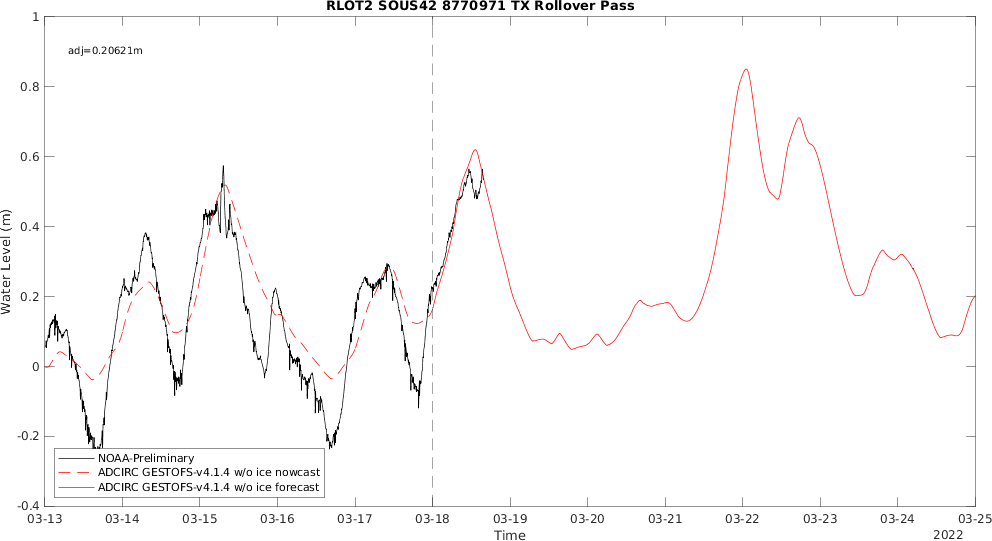 RLOT2 SOUS42 8770971 TX Rollover Pass
adj=0.20621m
Water Level (m)
1
0.8
0.6
0.4
0.2
0
-0.2
-0.4
NOAA-Preliminary
ADCIRC GESTOFS-v4.1.4 w/o ice nowcast
ADCIRC GESTOFS-v4.1.4 w/o ice forecast
03-13 03-14 03-15 03-16 03-17 03-18 03-19 03-20 03-21 03-22 03-23 03-24 03-25
Time
2022